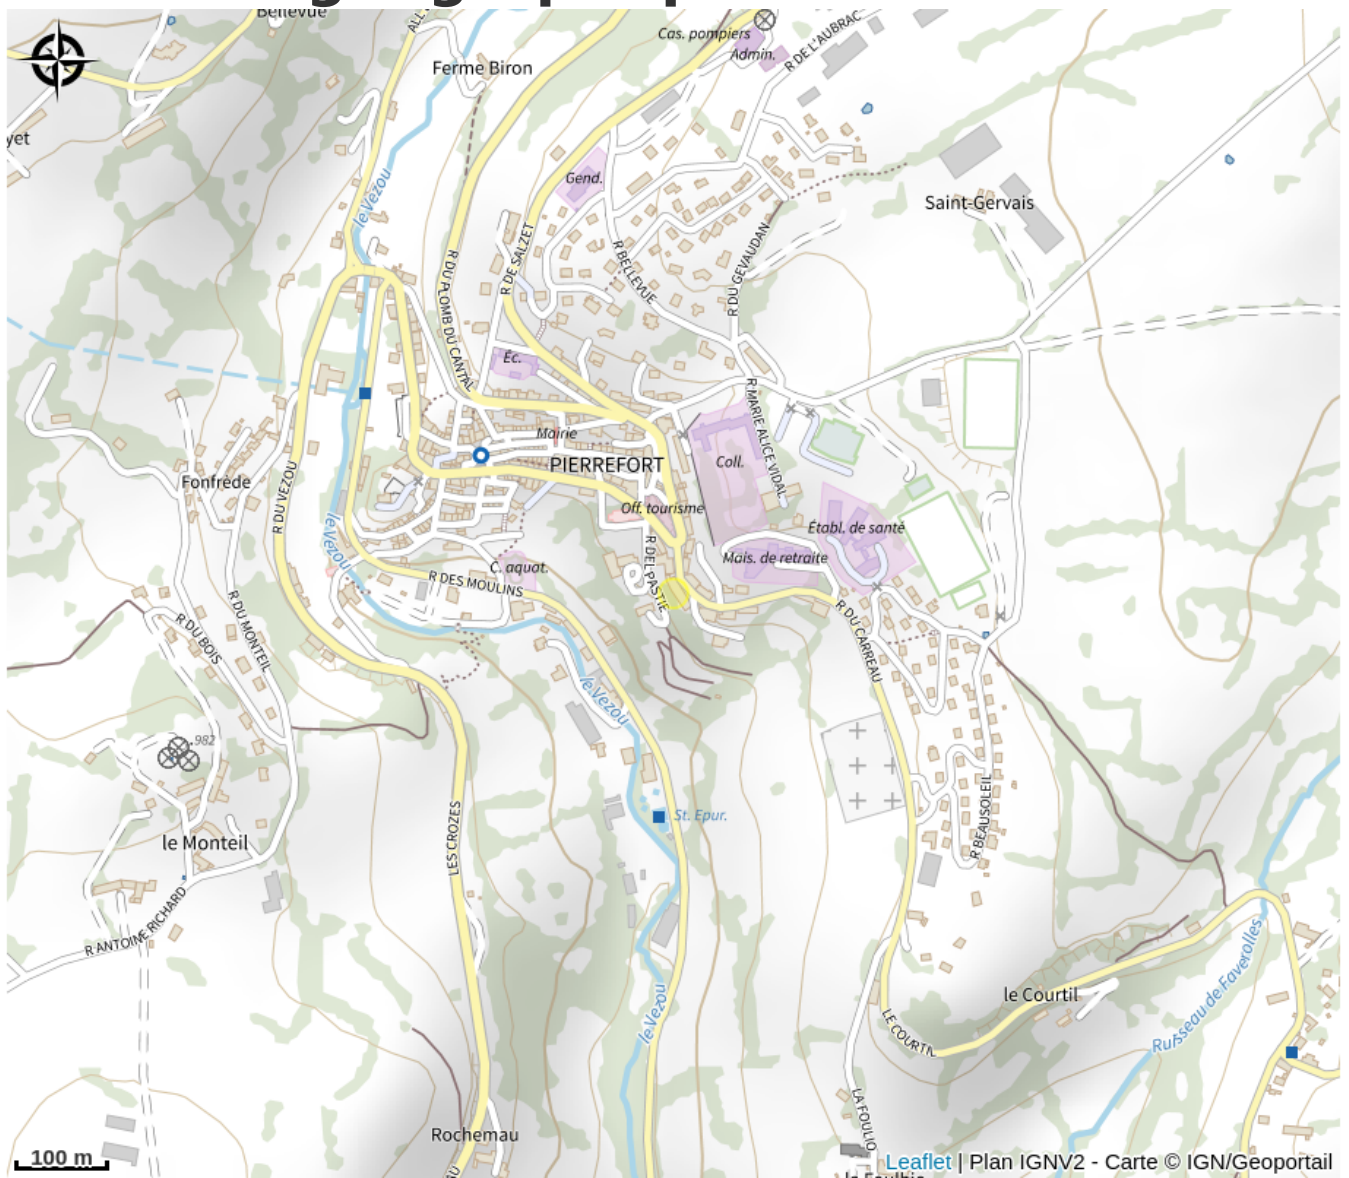 Bellevue
Cas. pompiers
Admin.
R DE L'AUBRAC
Ferme Biron
yet
le Vezou
Gend.
Saint-Gervais
R DE SALZET
R BELLEVUE
R DU GEVAUDAN
R DU PLOMB DU CANTAL
Éc.
R MARIE ALICE VIDAL
Mairie
PIERREFORT
Coll.
Fonfrède
R DU VEZOU
Off. tourisme
Établ. de santé
le Vezou
R DEL PASTIE
Mais. de retraite
C. aquat.
R DES MOULINS
R DU BOIS
R DU MONTEIL
R DU CARREAU
le Vezou
982
St. Epur.
R BEAUSOLEIL
le Monteil
LES CROZES
R ANTOINE RICHARD
le Courtil
le Vezou
LE COURTIL
Ruisseau de Faverolles
LA FOULIO
Rochemau
100 m
Leaflet | Plan IGNV2 - Carte © IGN/Geoportail